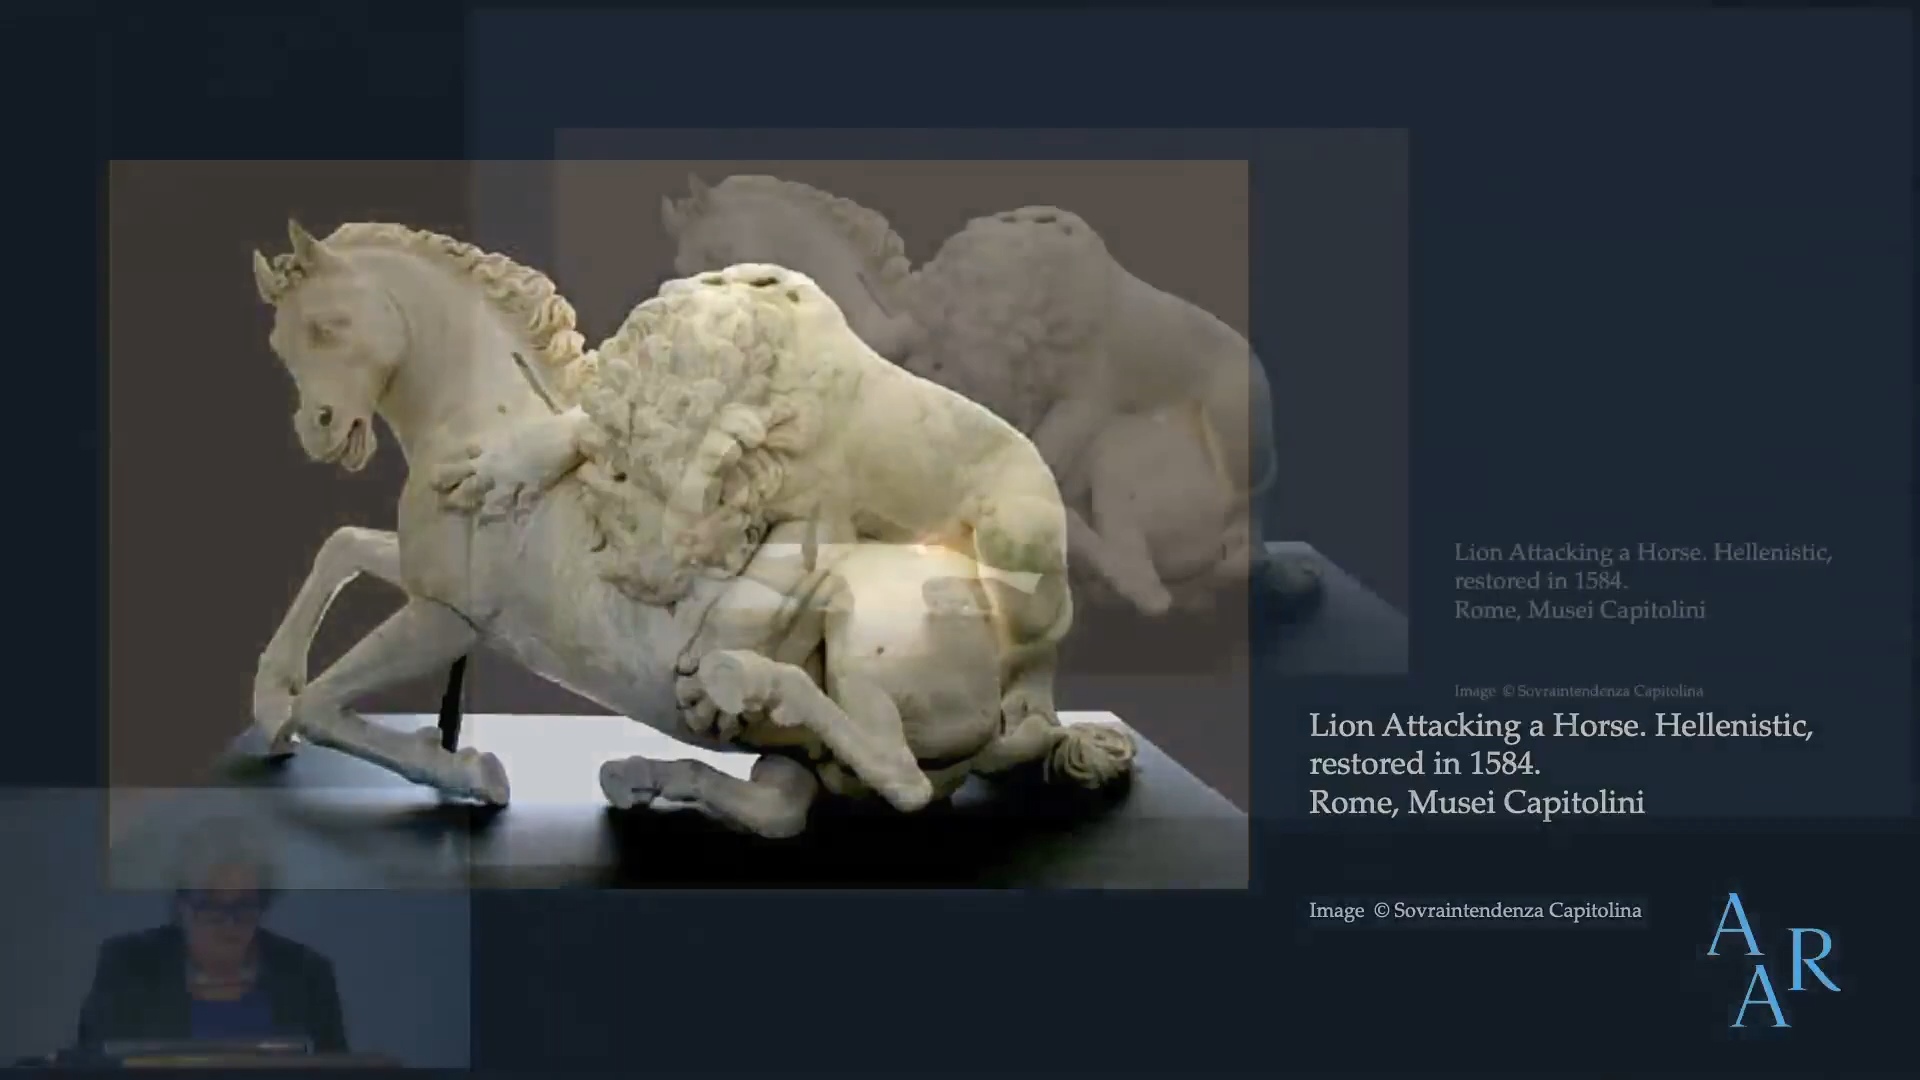 Lion Attacking a Horse. Hellenistic,
restored in 1584.
Rome, Musei Capitolini
Image © Sovraintendenza Capitolina
Lion Attacking a Horse. Hellenistic,
restored in 1584.
Rome, Musei Capitolini
Image © Sovraintendenza Capitolina
A
R
A